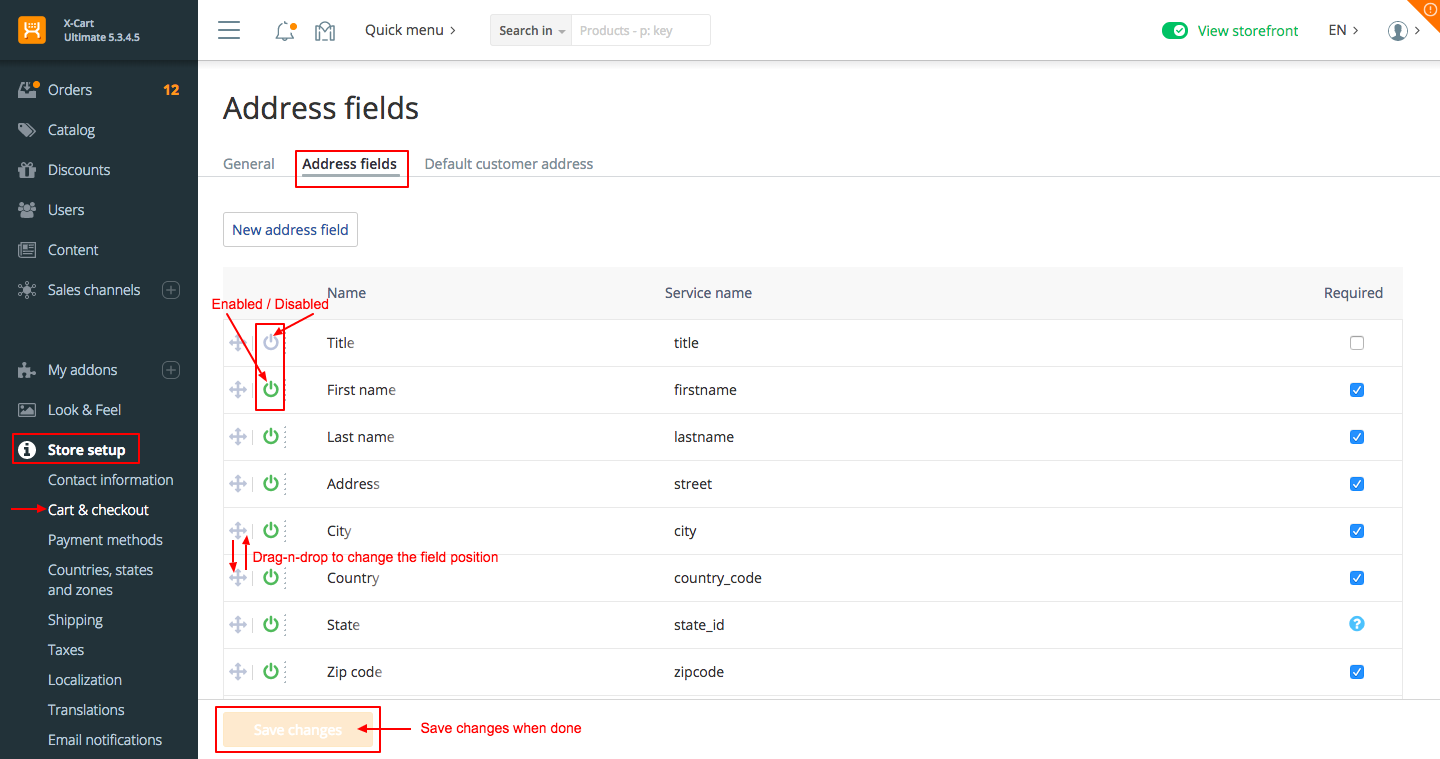 X-Cart
Ultimate 5.3.4.5
Quick menu
Search in
Products - p: key
View storefront
EN
Orders 12
Catalog
Discounts
Users
Content
Sales channels
My addons
Look & Feel
Store setup
Contact information
Cart & checkout
Payment methods
Countries, states
and zones
Shipping
Taxes
Localization
Translations
Email notifications
Address fields
General Address fields Default customer address
New address field
Name Service name Required
Enabled / Disabled
Title title
First name firstname
Last name lastname
Address street
City city
Drag-n-drop to change the field position
Country country_code
State state_id ?
Zip code zipcode
Save changes Save changes when done